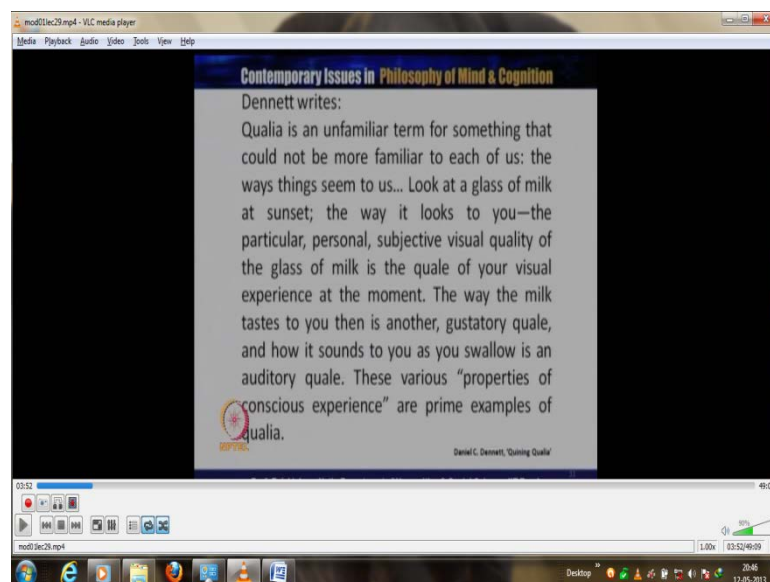 mod01lec29.mp4 - VLC media player
Media Playback Audio Video Tools View Help
Contemporary Issues in Philosophy of Mind & Cognition
Dennett writes:
Qualia is an unfamiliar term for something that
could not be more familiar to each of us: the
ways things seem to us... Look at a glass of milk
at sunset; the way it looks to you—the
particular, personal, subjective visual quality of
the glass of milk is the quale of your visual
experience at the moment. The way the milk
tastes to you then is another, gustatory quale,
and how it sounds to you as you swallow is an
auditory quale. These various “properties of
conscious experience” are prime examples of
qualia.
NPTEL
Daniel C. Dennett, 'Quining Qualia'
03:52
90%
mod01lec29.mp4 1.00x 03:52/49:09
Desktop 20:46